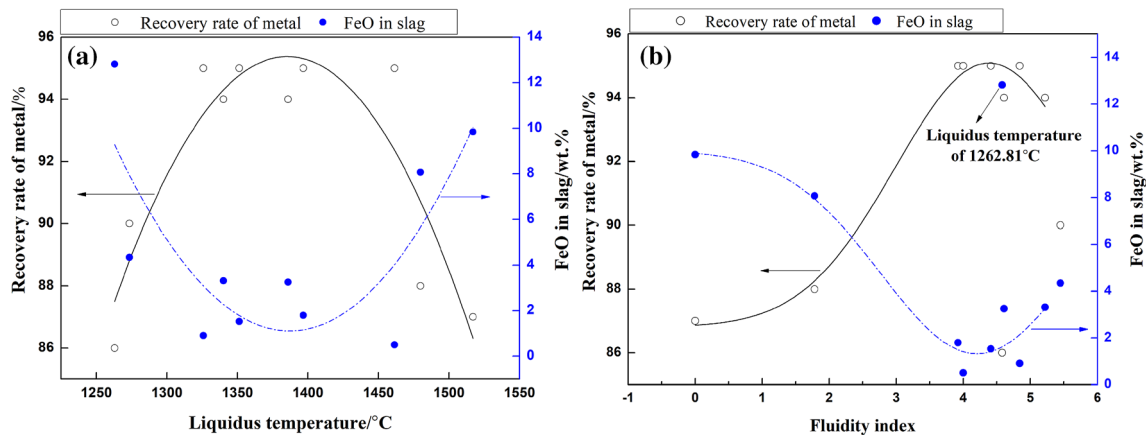 Recovery rate of metal FeO in slag
(a)
96
94
92
90
88
86
Recovery rate of metal/%
14
12
10
8
6
4
2
0
FeO in slag/wt.%
1250 1300 1350 1400 1450 1500 1550
Liquidus temperature/°C
Recovery rate of metal FeO in slag
(b)
96
94
92
90
88
86
Recovery rate of metal/%
Liquidus temperature
of 1262.81°C
14
12
10
8
6
4
2
0
FeO in slag/wt.%
-1 0 1 2 3 4 5 6
Fluidity index